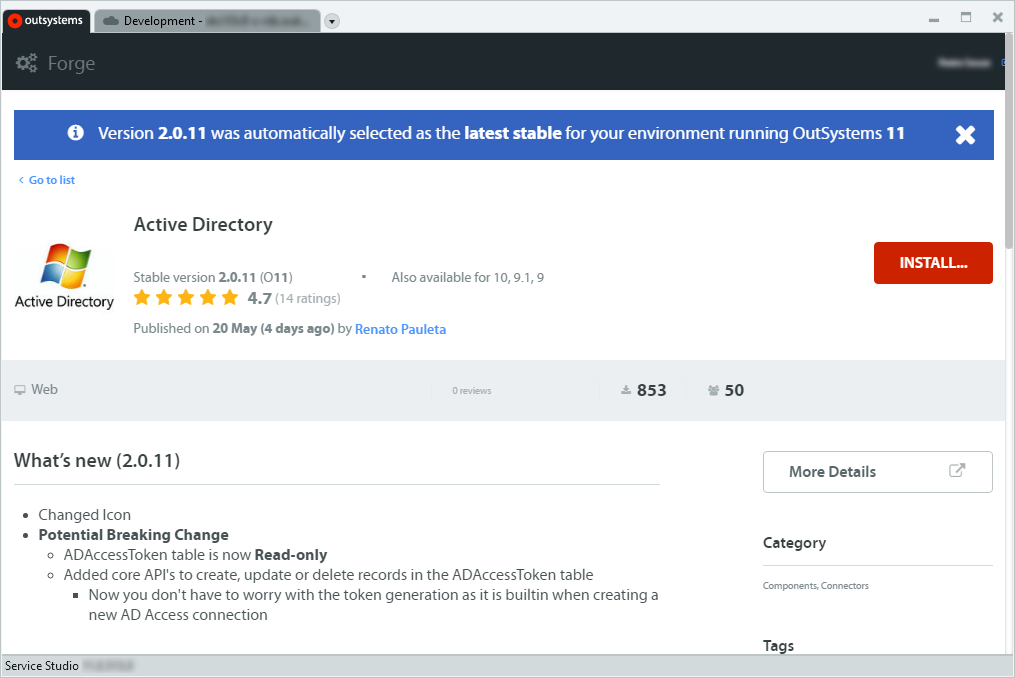 outsystems
Development -
Forge
Version 2.0.11 was automatically selected as the latest stable for your environment running OutSystems 11
< Go to list
Active Directory
Active Directory
Stable version 2.0.11 (O11) • Also available for 10, 9.1, 9
4.7 (14 ratings)
Published on 20 May (4 days ago) by Renato Pauleta
INSTALL...
Web
0 reviews
853
50
What's new (2.0.11)
• Changed Icon
• Potential Breaking Change
○ ADAccessToken table is now Read-only
○ Added core API's to create, update or delete records in the ADAccessToken table
▪ Now you don't have to worry with the token generation as it is builtin when creating a
new AD Access connection
More Details
Category
Components, Connectors
Tags
Service Studio